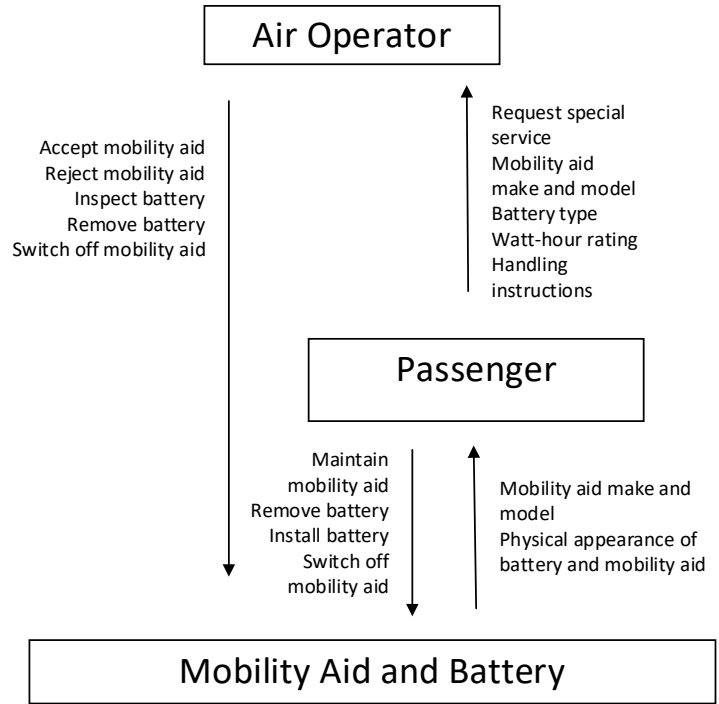 Air Operator
Accept mobility aid
Reject mobility aid
Inspect battery
Remove battery
Switch off mobility aid
Request special
service
Mobility aid
make and model
Battery type
Watt-hour rating
Handling
instructions
Passenger
Maintain
mobility aid
Remove battery
Install battery
Switch off
mobility aid
Mobility aid make and
model
Physical appearance of
battery and mobility aid
Mobility Aid and Battery